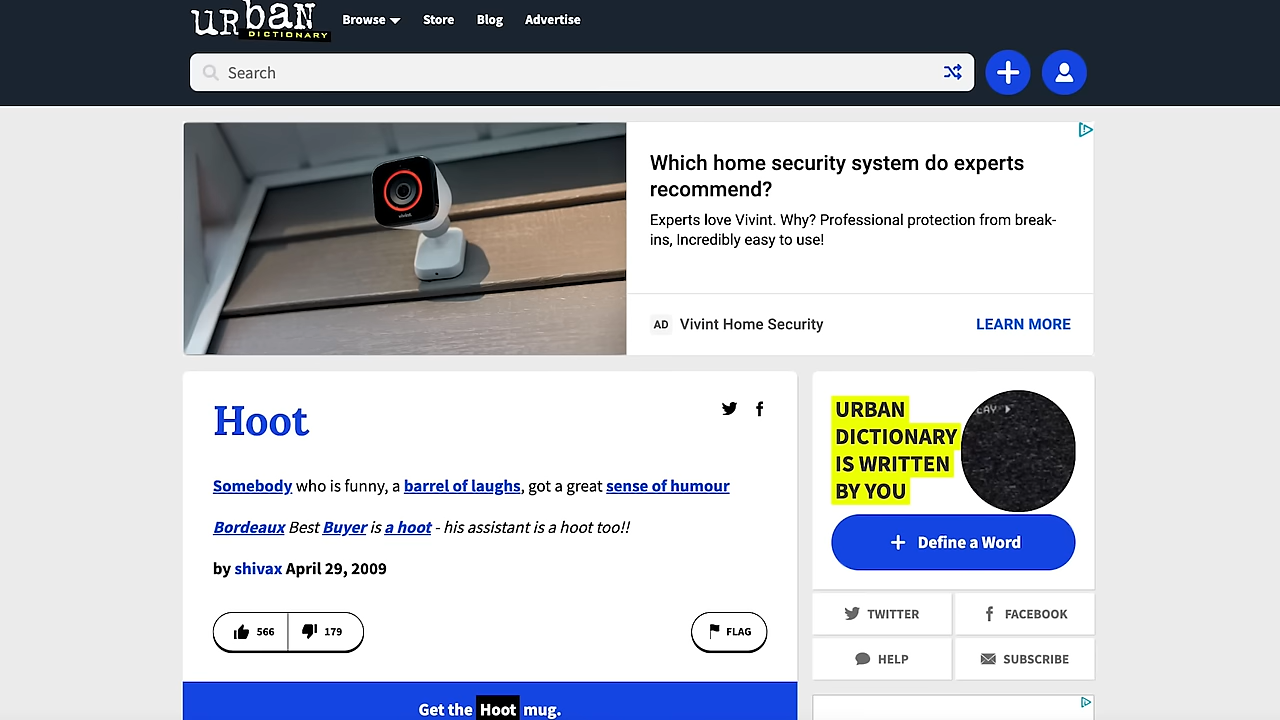 urban
DICTIONARY
Browse Store Blog Advertise
Search
Which home security system do experts
recommend?
Experts love Vivint. Why? Professional protection from break-
ins, Incredibly easy to use!
AD Vivint Home Security LEARN MORE
vivint
Hoot
Somebody who is funny, a barrel of laughs, got a great sense of humour
Bordeaux Best Buyer is a hoot - his assistant is a hoot too!!
by shivax April 29, 2009
566 179 FLAG
Get the Hoot mug.
URBAN
DICTIONARY
IS WRITTEN
BY YOU
Define a Word
TWITTER FACEBOOK
HELP SUBSCRIBE